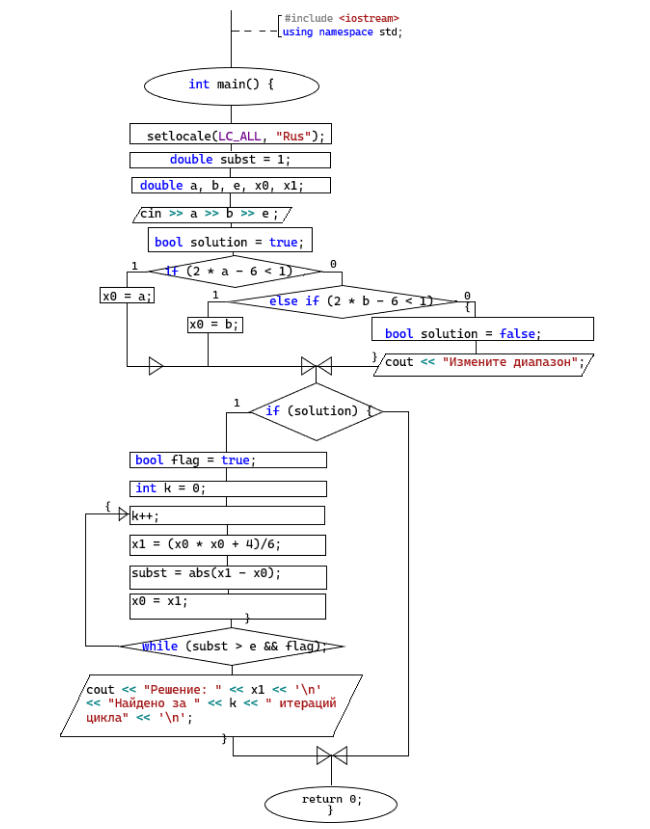 #include <iostream>
using namespace std;
int main() {
setlocale(LC_ALL, "Rus");
double subst = 1;
double a, b, e, x0, x1;
cin >> a >> b >> e ;
bool solution = true;
1
if (2 * a - 6 < 1)
0
x0 = a;
1
else if (2 * b - 6 < 1)
0
{
x0 = b;
bool solution = false;
}
cout << "Измените диапазон";
1
if (solution) {
bool flag = true;
int k = 0;
{
k++;
x1 = (x0 * x0 + 4)/6;
subst = abs(x1 - x0);
x0 = x1;
}
while (subst > e && flag);
cout << "Решение: " << x1 << '\n'
<< "Найдено за " << k << " итераций
цикла" << '\n';
}
return 0;
}